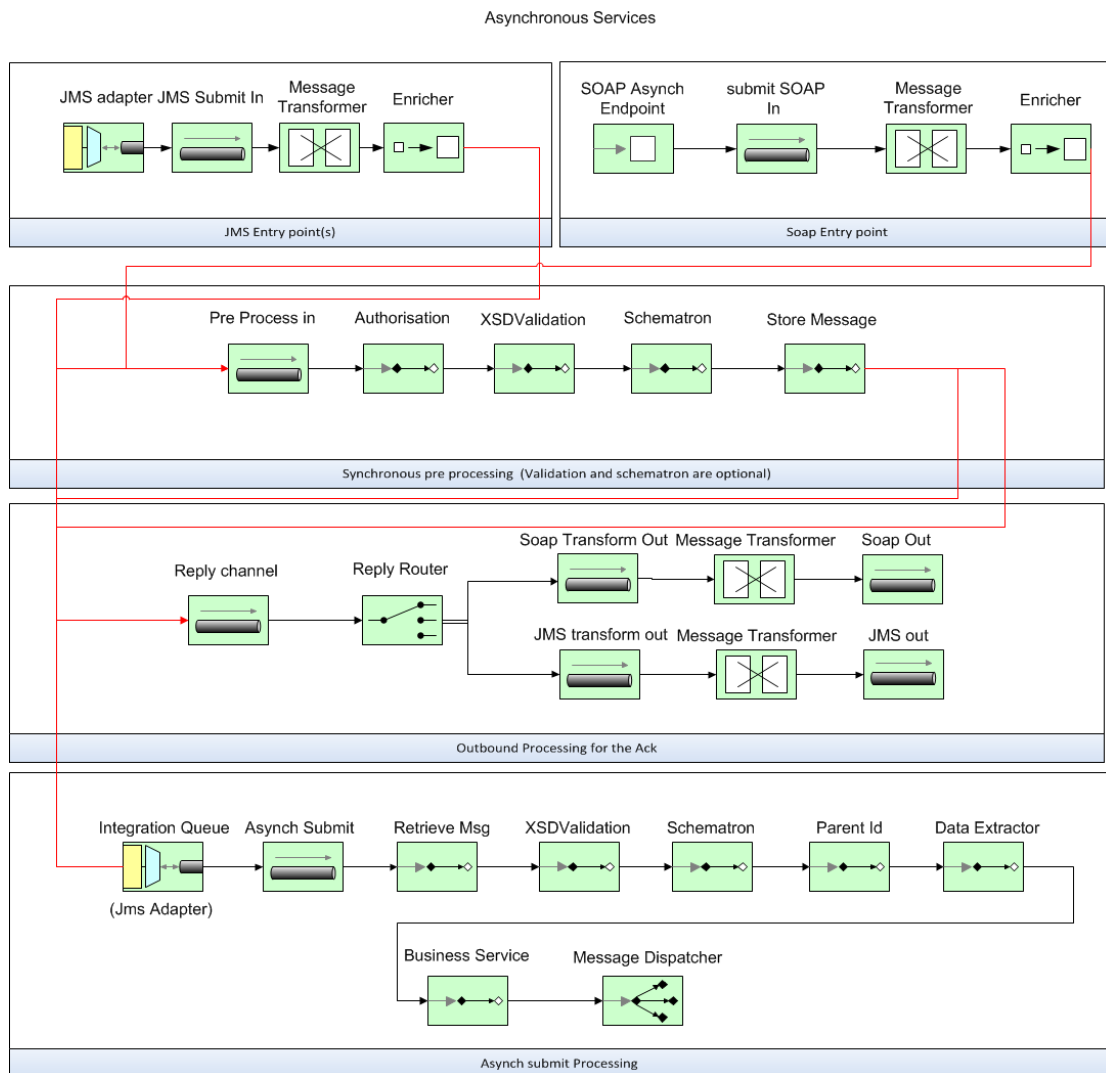 Asynchronous Services
JMS adapter
JMS Submit In
Message
Transformer
Enricher
JMS Entry point(s)
SOAP Asynch
Endpoint
submit SOAP
In
Message
Transformer
Enricher
Soap Entry point
Pre Process in
Authorisation
XSDValidation
Schematron
Store Message
Synchronous pre processing (Validation and schematron are optional)
Reply channel
Reply Router
Soap Transform Out
Message Transformer
Soap Out
JMS transform out
Message Transformer
JMS out
Outbound Processing for the Ack
Integration Queue
(Jms Adapter)
Asynch Submit
Retrieve Msg
XSDValidation
Schematron
Parent Id
Data Extractor
Business Service
Message Dispatcher
Asynch submit Processing